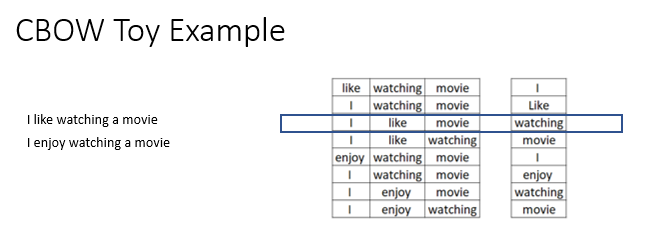 CBOW Toy Example
I like watching a movie
I enjoy watching a movie
like watching movie I
I watching movie Like
I like movie watching
I like watching movie
enjoy watching movie I
I watching movie enjoy
I enjoy movie watching
I enjoy watching movie